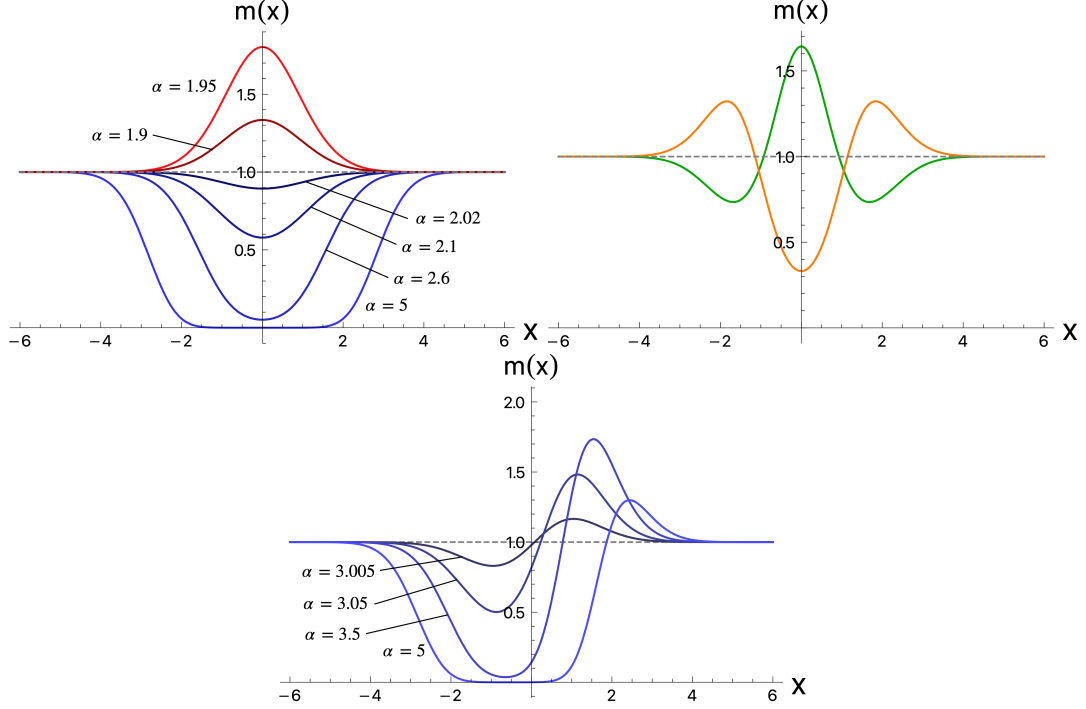 m(x)
α = 1.95
1.5
α = 1.9
1.0
α = 2.02
α = 2.1
0.5
α = 2.6
α = 5
x
−6 −4 −2 2 4 6
m(x)
1.5
1.0
0.5
x
−6 −4 −2 2 4 6
m(x)
2.0
1.5
1.0
α = 3.005
α = 3.05
0.5
α = 3.5
α = 5
x
−6 −4 −2 2 4 6